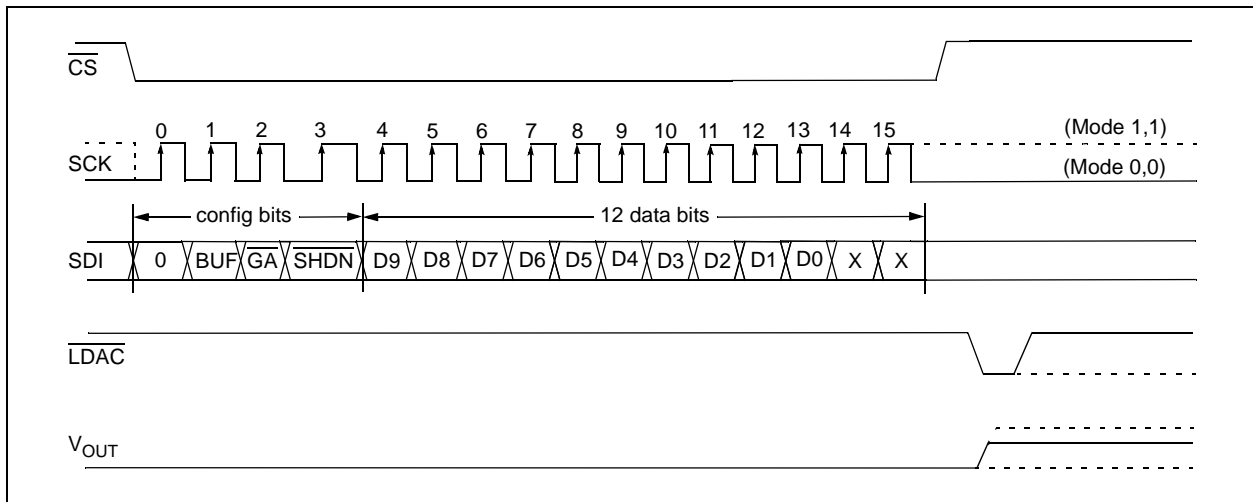 CS
0 1 2 3 4 5 6 7 8 9 10 11 12 13 14 15
(Mode 1,1)
SCK
(Mode 0,0)
config bits
12 data bits
SDI
0 BUF GA SHDN D9 D8 D7 D6 D5 D4 D3 D2 D1 D0 X X
LDAC
VOUT